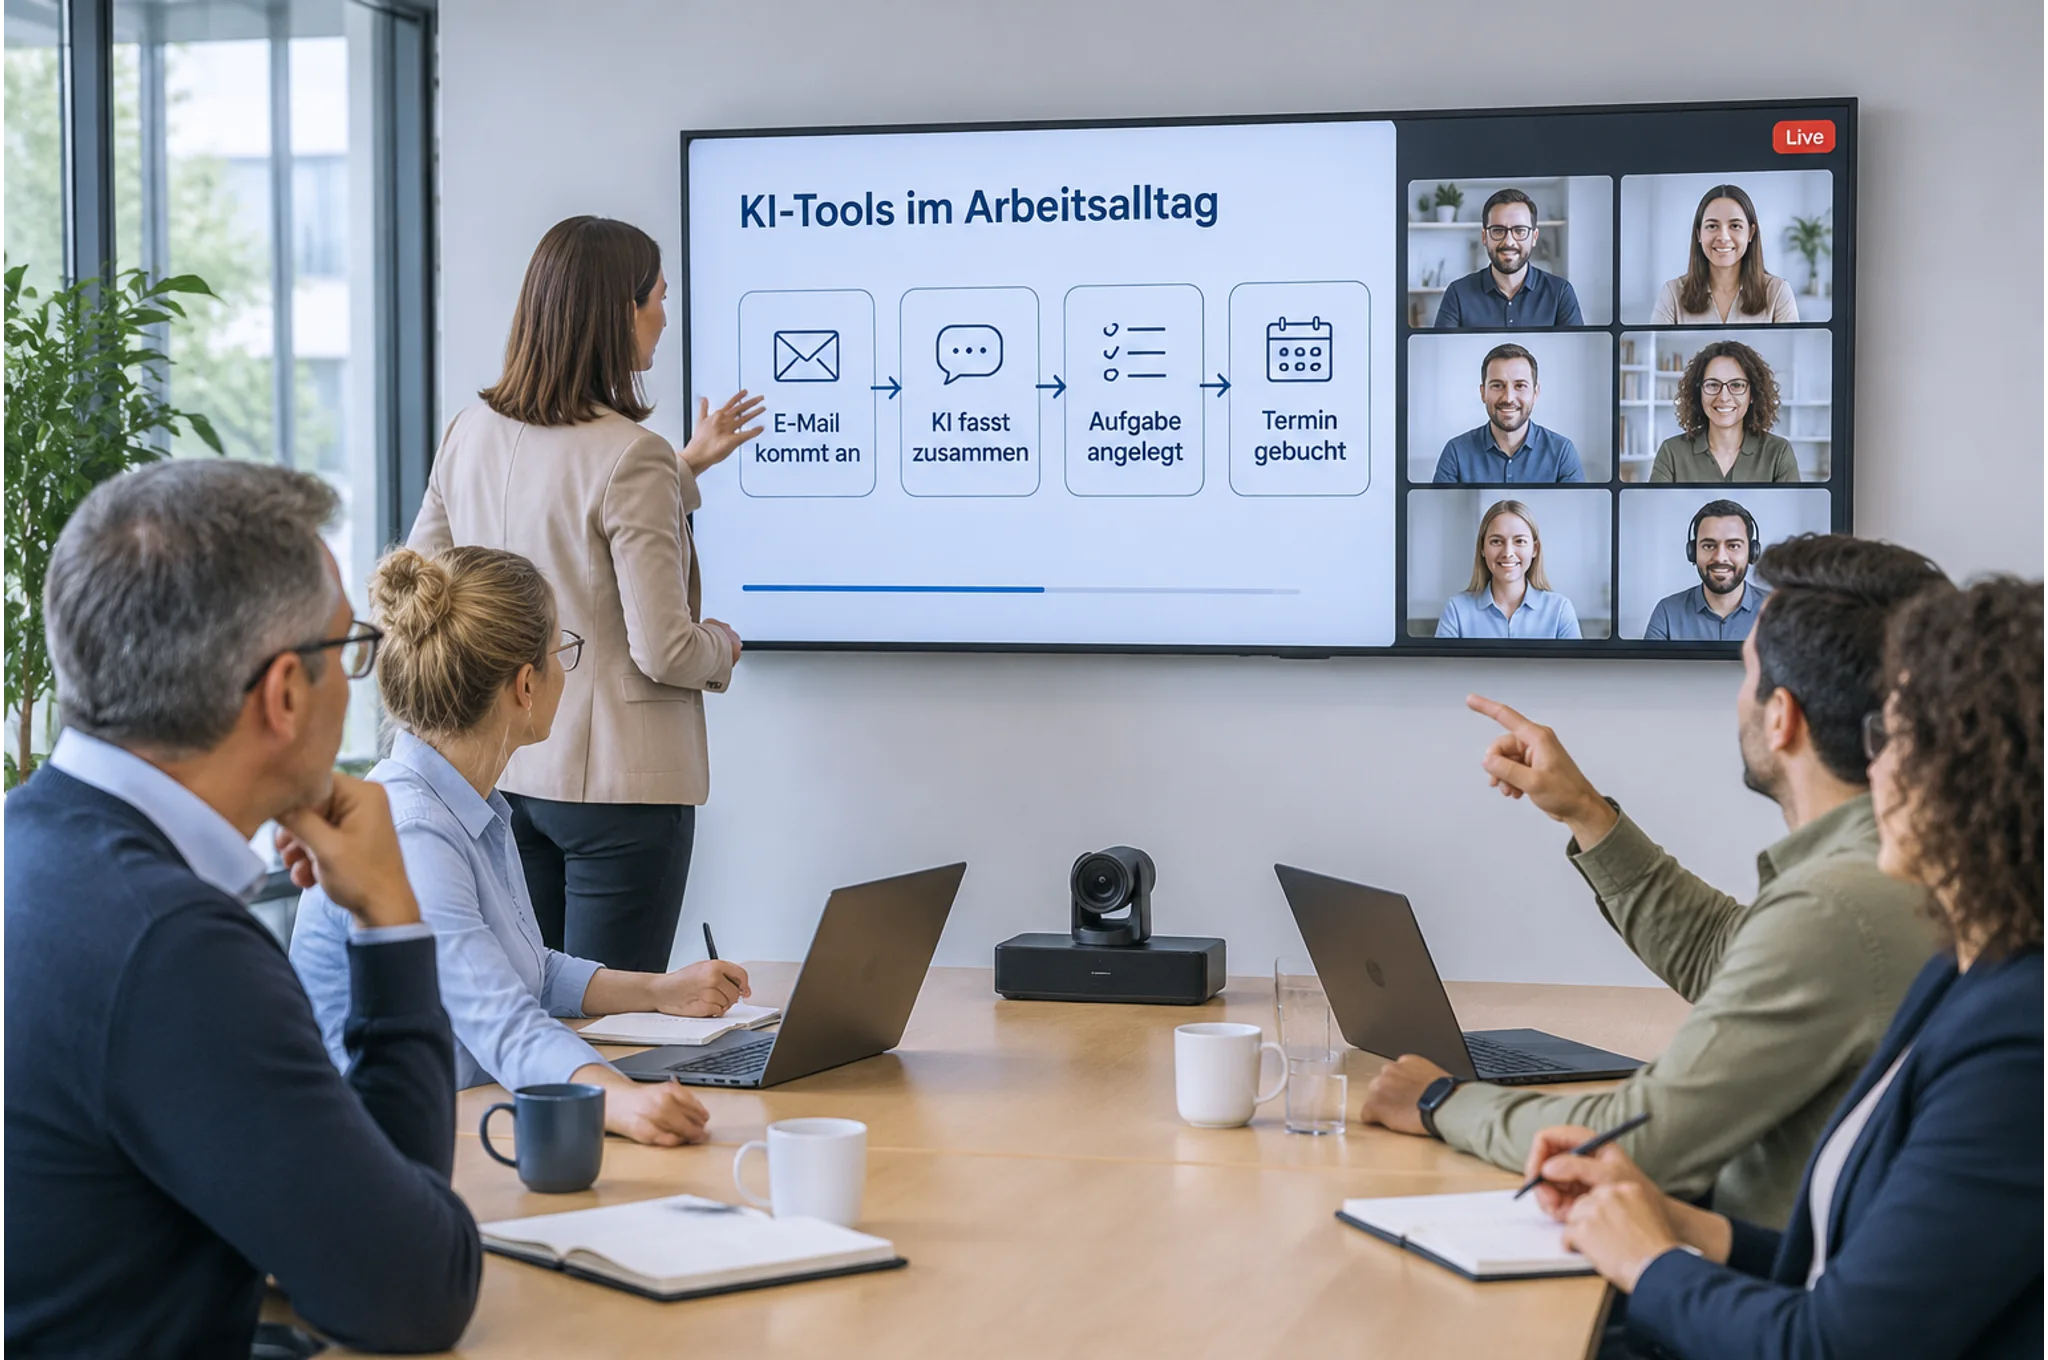 KI-Tools im Arbeitsalltag
E-Mail
kommt an
KI fasst
zusammen
Aufgabe
angelegt
Termin
gebucht
Live